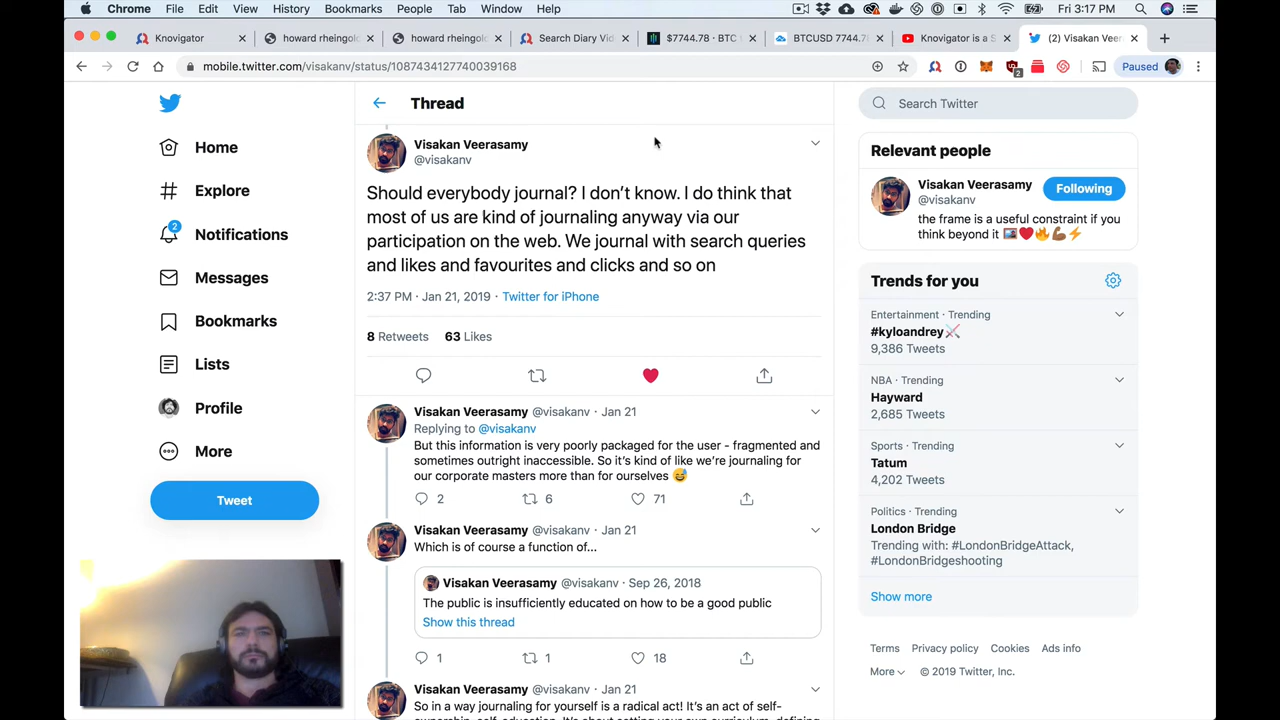 Chrome File Edit View History Bookmarks People Tab Window Help Fri 3:17 PM
Knovigator howard rheingold howard rheingold Search Diary Vid $7744.78 · BTC BTCUSD 7744.78 Knovigator is a S (2) Visakan Veer
mobile.twitter.com/visakanv/status/1087434127740039168 2 Paused
Home
Explore
2
Notifications
Messages
Bookmarks
Lists
Profile
More
Tweet
Thread
Visakan Veerasamy
@visakanv
Should everybody journal? I don't know. I do think that
most of us are kind of journaling anyway via our
participation on the web. We journal with search queries
and likes and favourites and clicks and so on
2:37 PM · Jan 21, 2019 · Twitter for iPhone
8 Retweets 63 Likes
Visakan Veerasamy @visakanv · Jan 21
Replying to @visakanv
But this information is very poorly packaged for the user - fragmented and
sometimes outright inaccessible. So it's kind of like we're journaling for
our corporate masters more than for ourselves 😅
2 6 71
Visakan Veerasamy @visakanv · Jan 21
Which is of course a function of...
Visakan Veerasamy @visakanv · Sep 26, 2018
The public is insufficiently educated on how to be a good public
Show this thread
1 1 18
Visakan Veerasamy @visakanv · Jan 21
So in a way journaling for yourself is a radical act! It's an act of self-
ownership, self-education. It's about setting your own curriculum, defining
Search Twitter
Relevant people
Visakan Veerasamy
@visakanv
Following
the frame is a useful constraint if you
think beyond it 🖼️❤️🔥💪🏾⚡
Trends for you
Entertainment · Trending
#kyloandrey⚔️
9,386 Tweets
NBA · Trending
Hayward
2,685 Tweets
Sports · Trending
Tatum
4,202 Tweets
Politics · Trending
London Bridge
Trending with: #LondonBridgeAttack,
#LondonBridgeshooting
Show more
Terms Privacy policy Cookies Ads info
More © 2019 Twitter, Inc.